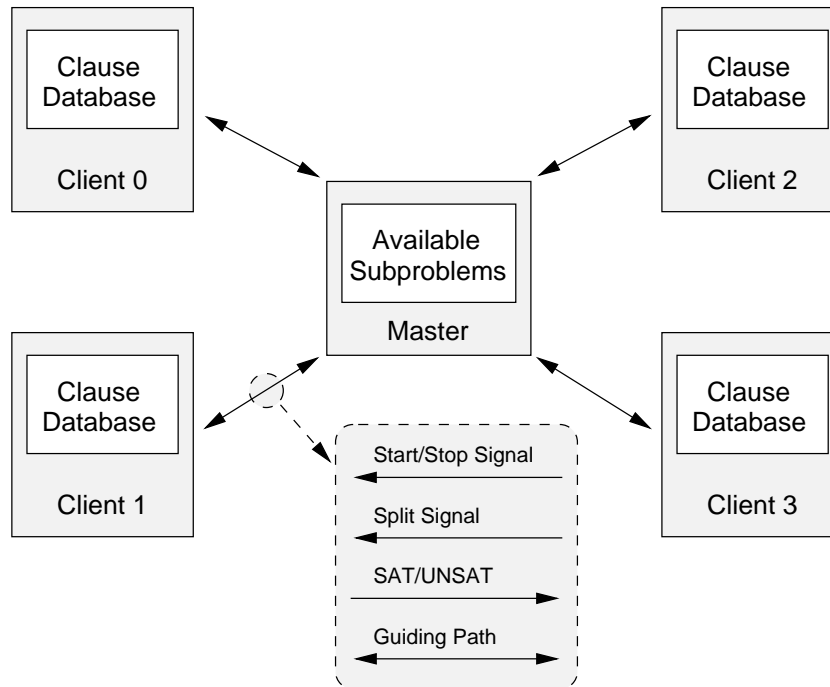 Clause
Database
Client 0
Clause
Database
Client 2
Available
Subproblems
Master
Clause
Database
Client 1
Clause
Database
Client 3
Start/Stop Signal
Split Signal
SAT/UNSAT
Guiding Path